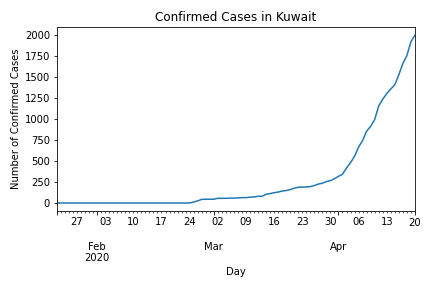 Confirmed Cases in Kuwait
Number of Confirmed Cases
2000
1750
1500
1250
1000
750
500
250
0
27 03 10 17 24 02 09 16 23 30 06 13 20
Feb Mar Apr
2020
Day